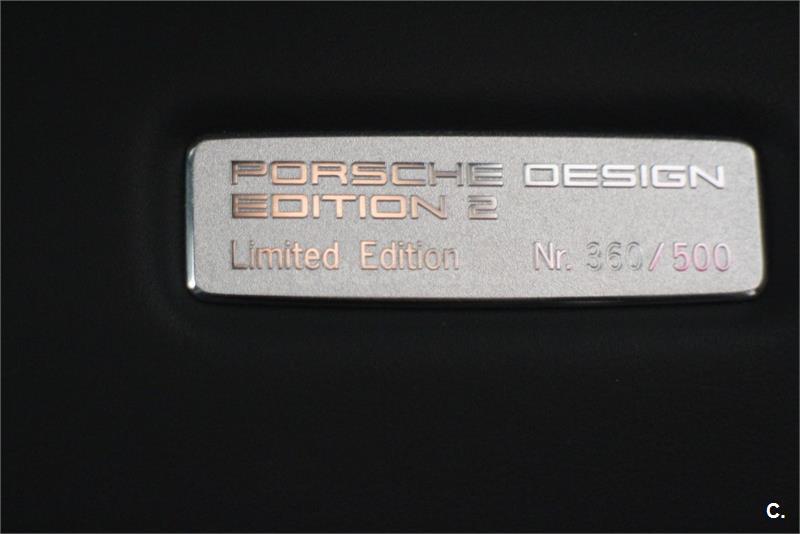 PORSCHE DESIGN
EDITION 2
Limited Edition Nr. 360/500
C.